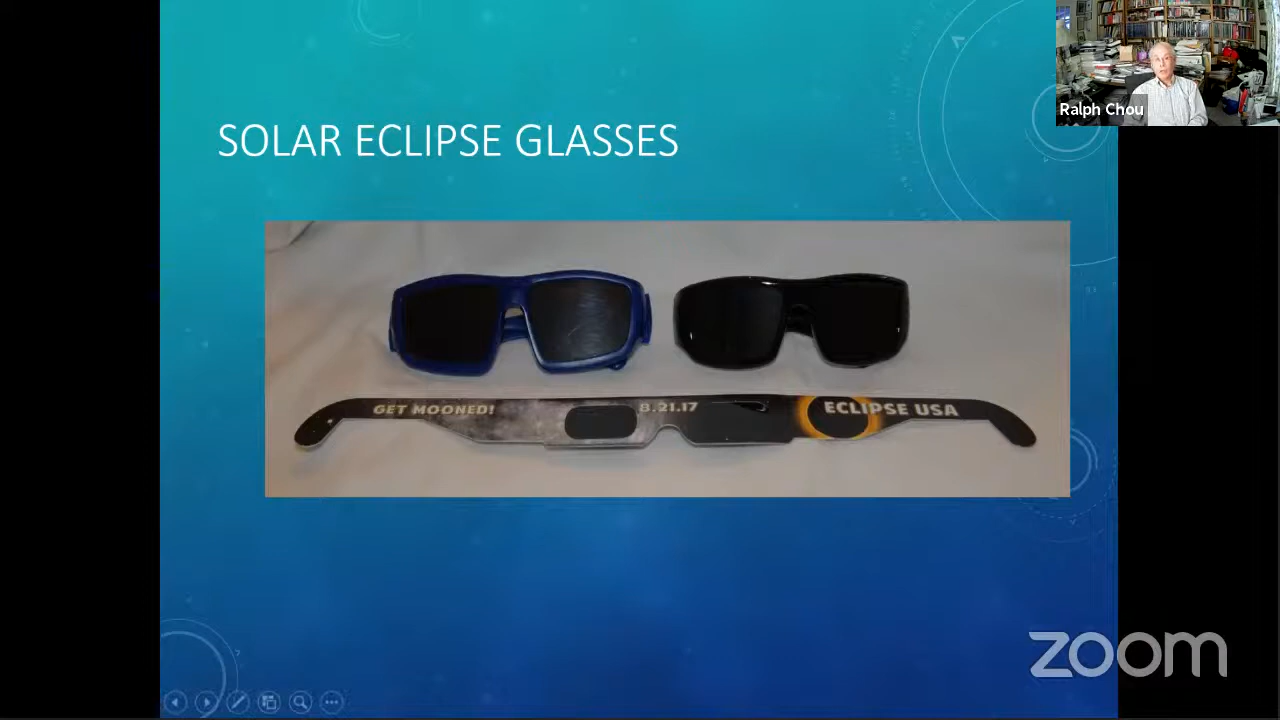 Ralph Chou
SOLAR ECLIPSE GLASSES
GET MOONED!
8.21.17
ECLIPSE USA
zoom